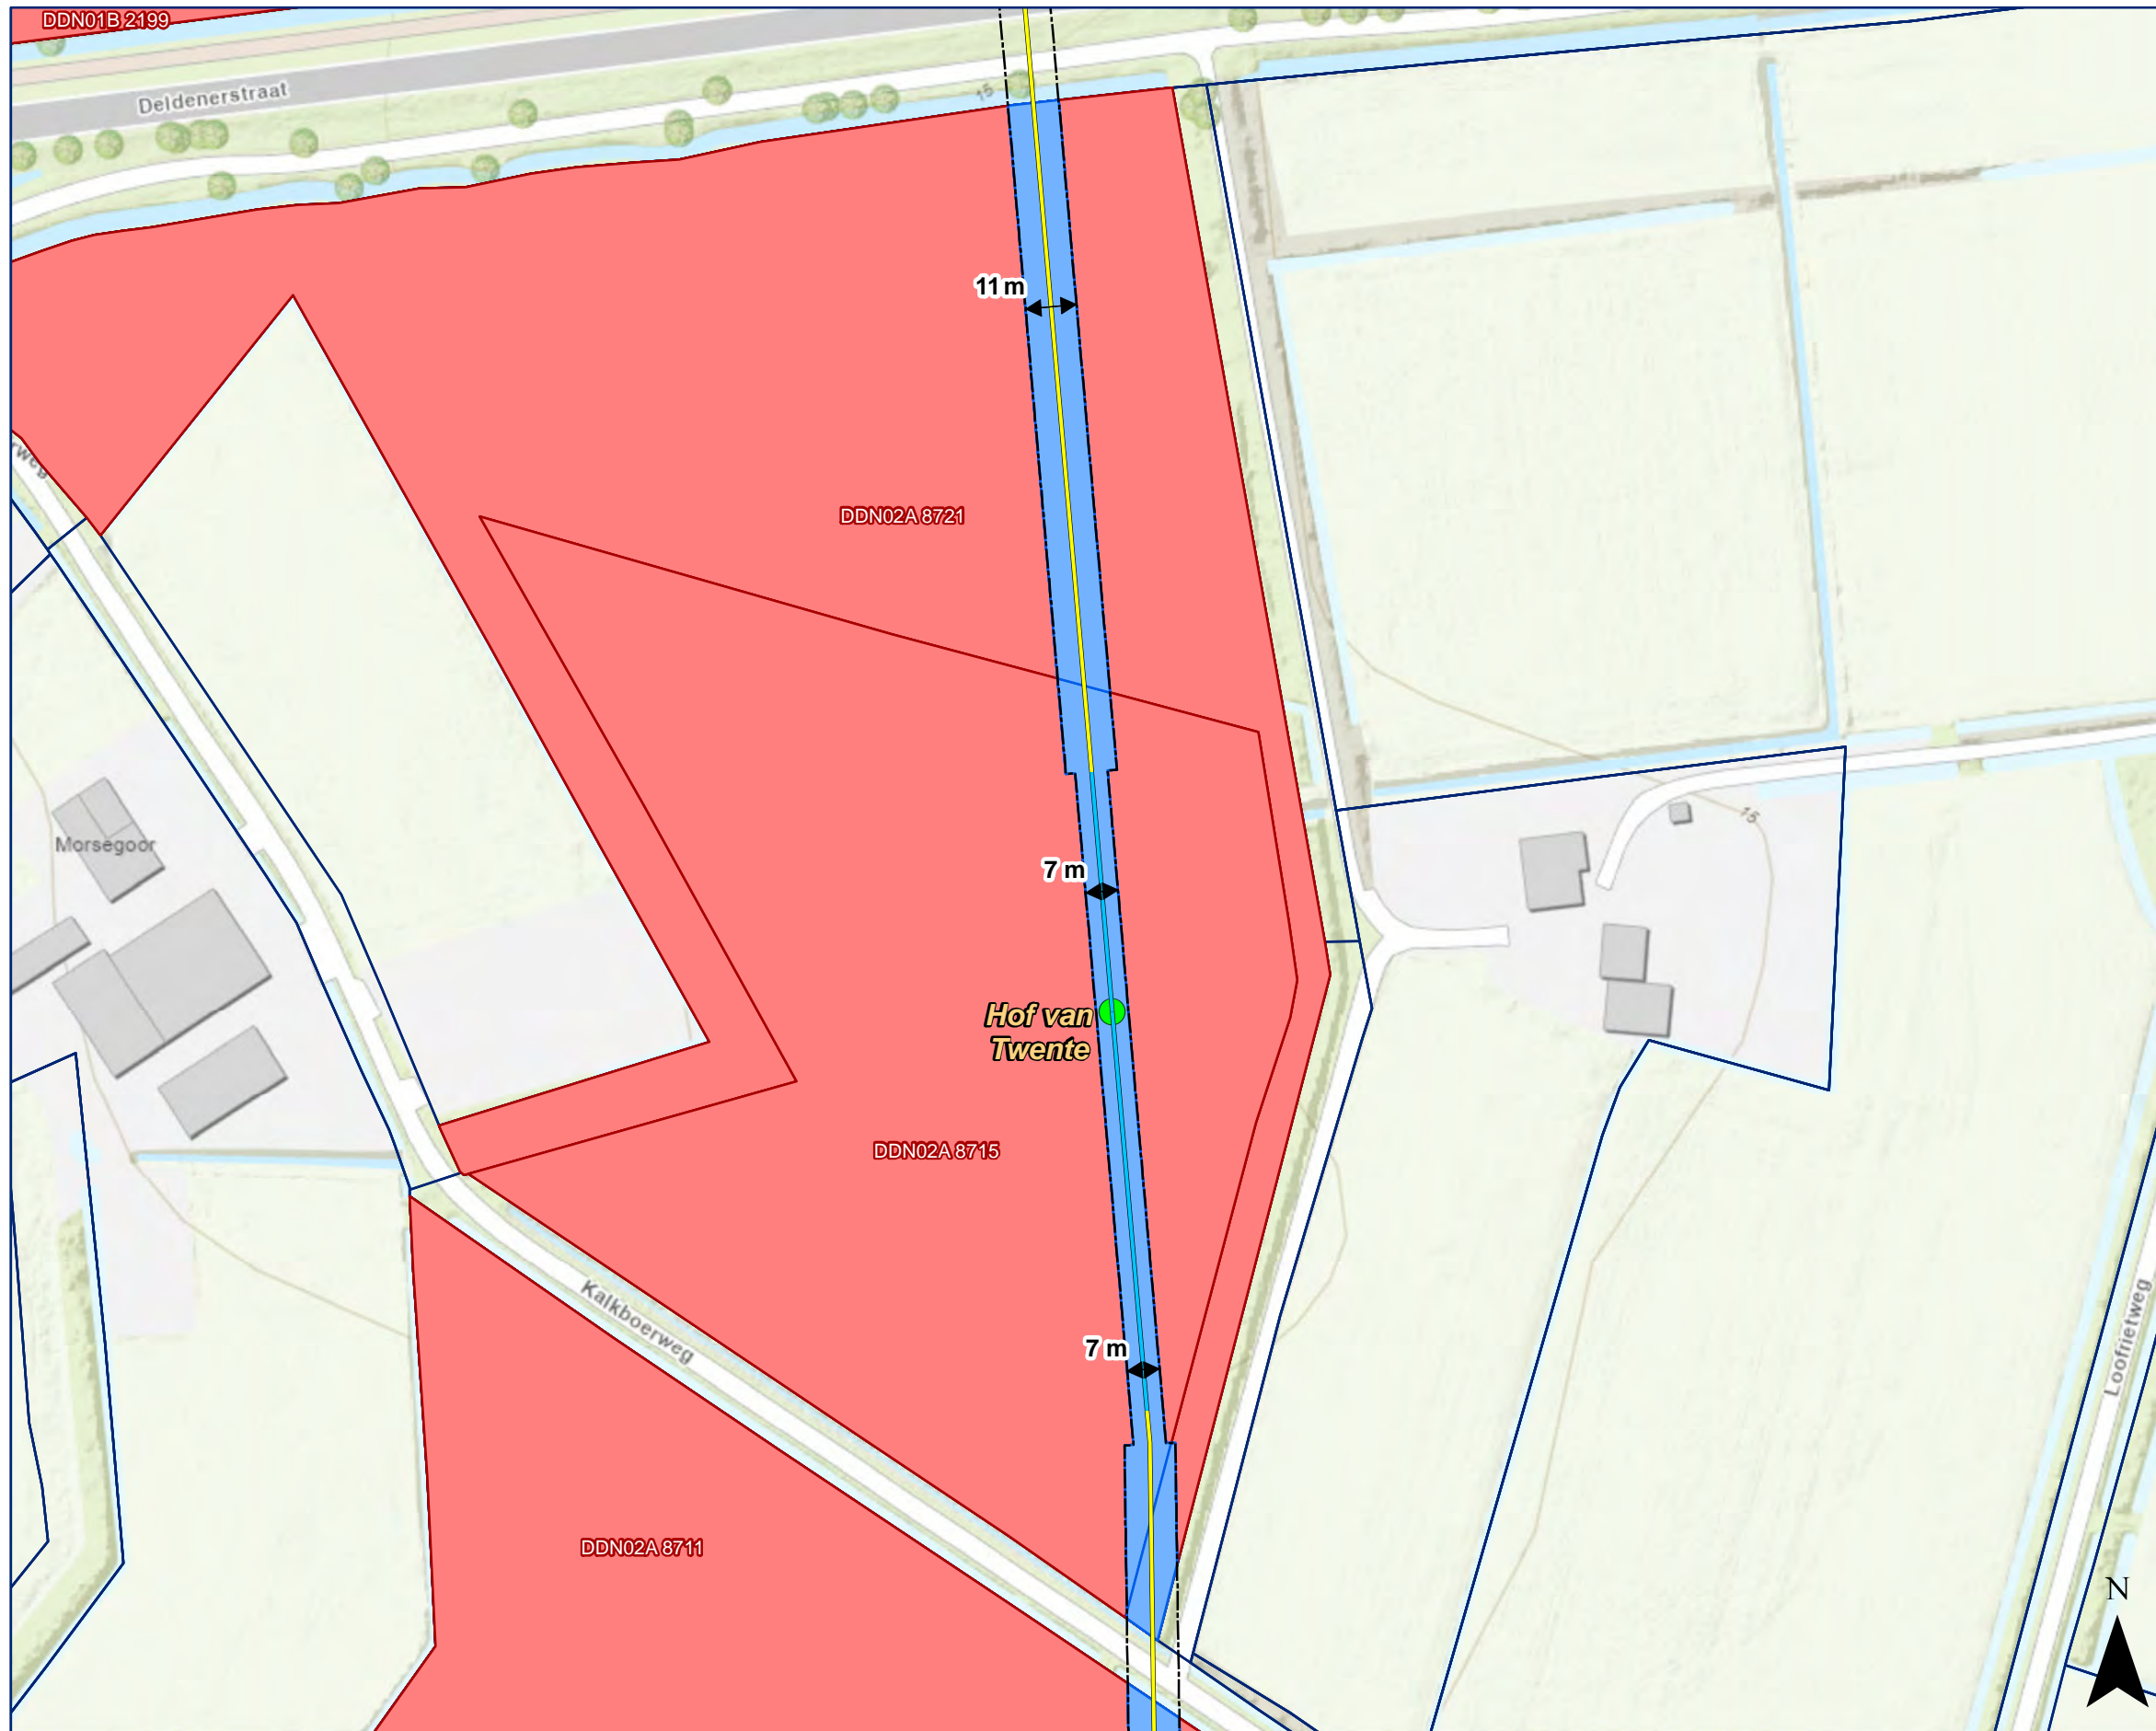 DDN01B 2199
Deldenerstraat
15
11 m
rweg
DDN02A 8721
15
Morsegoor
7 m
Hof van
Twente
DDN02A 8715
Kalkboerweg
7 m
Loofrietweg
DDN02A 8711
N